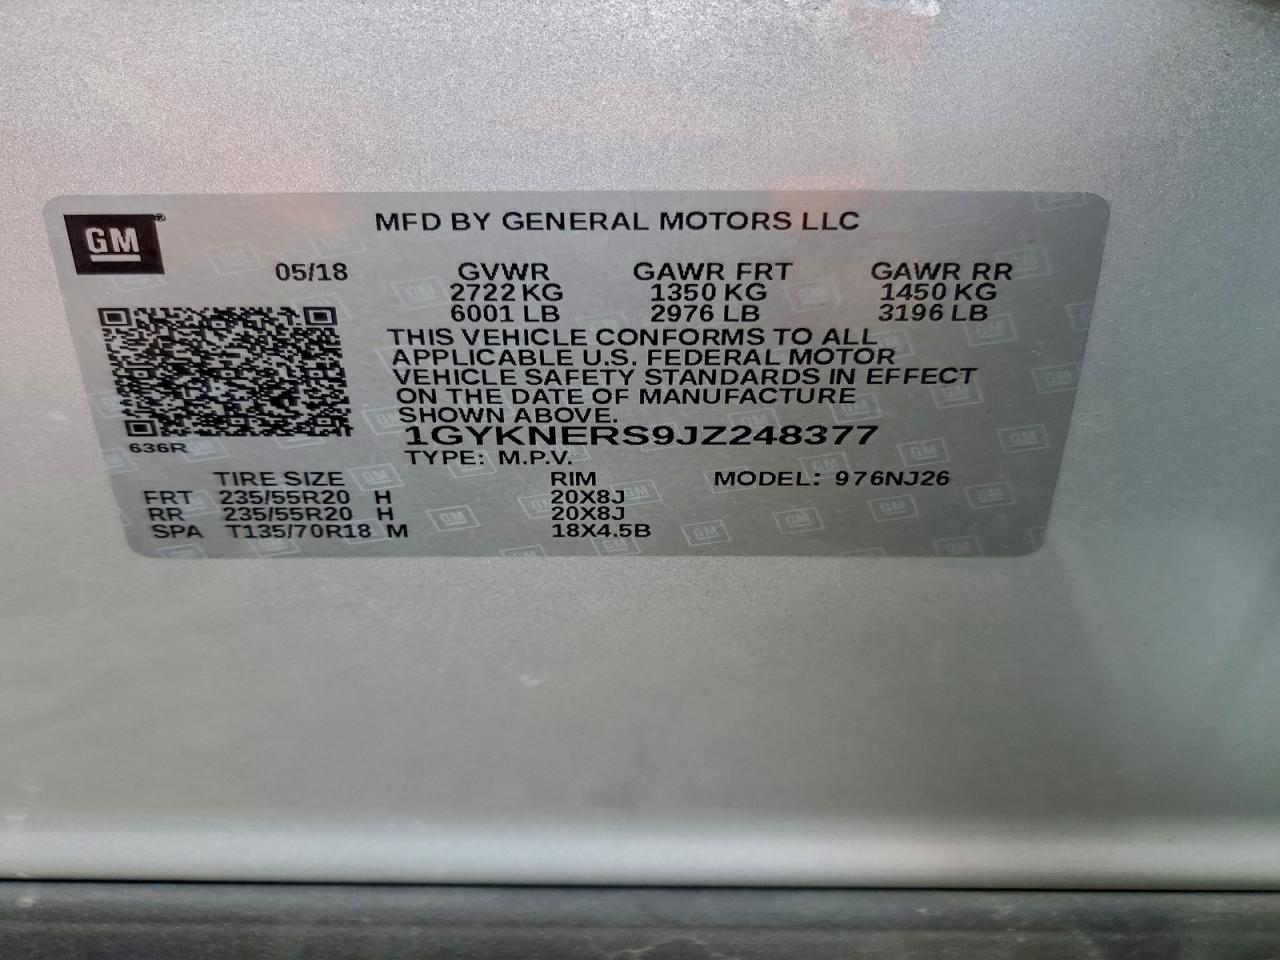 GM ®
MFD BY GENERAL MOTORS LLC
05/18 GVWR GAWR FRT GAWR RR
2722 KG 1350 KG 1450 KG
6001 LB 2976 LB 3196 LB
THIS VEHICLE CONFORMS TO ALL
APPLICABLE U.S. FEDERAL MOTOR
VEHICLE SAFETY STANDARDS IN EFFECT
ON THE DATE OF MANUFACTURE
SHOWN ABOVE.
636R
1GYKNERS9JZ248377
TYPE: M.P.V.
TIRE SIZE RIM MODEL: 976NJ26
FRT 235/55R20 H 20X8J
RR 235/55R20 H 20X8J
SPA T135/70R18 M 18X4.5B